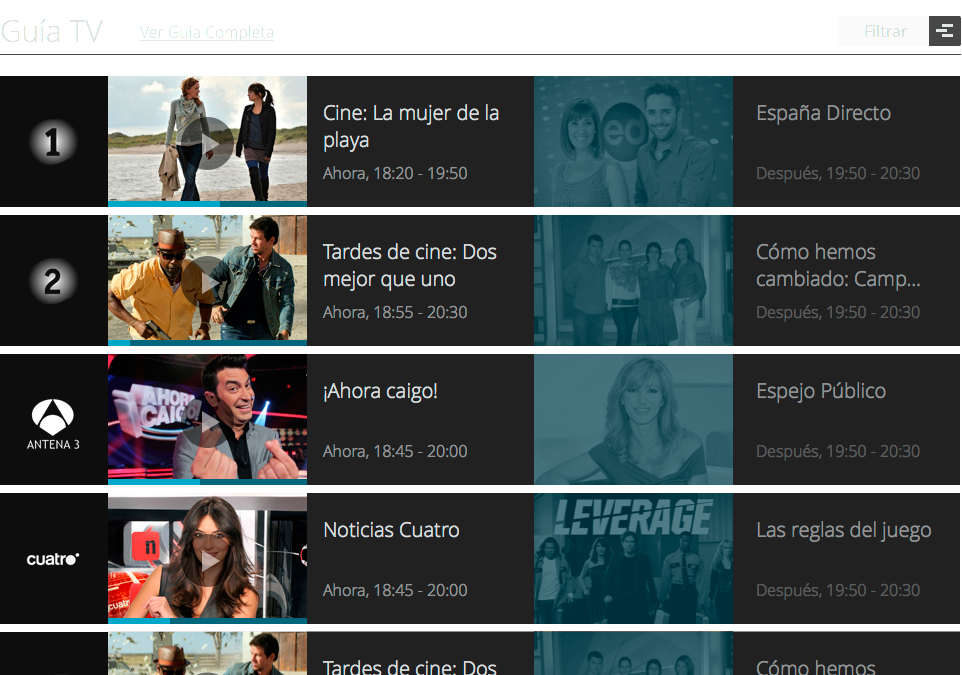 Guía TV
Ver Guía Completa
Filtrar
1
Cine: La mujer de la
playa
Ahora, 18:20 - 19:50
España Directo
Después, 19:50 - 20:30
2
Tardes de cine: Dos
mejor que uno
Ahora, 18:55 - 20:30
Cómo hemos
cambiado: Camp...
Después, 19:50 - 20:30
ANTENA 3
AHORA
CAIGO!
¡Ahora caigo!
Ahora, 18:45 - 20:00
Espejo Público
Después, 19:50 - 20:30
cuatro
n
cuatro
Noticias Cuatro
Ahora, 18:45 - 20:00
LEVERAGE
Las reglas del juego
Después, 19:50 - 20:30
Tardes de cine: Dos
Cómo hemos